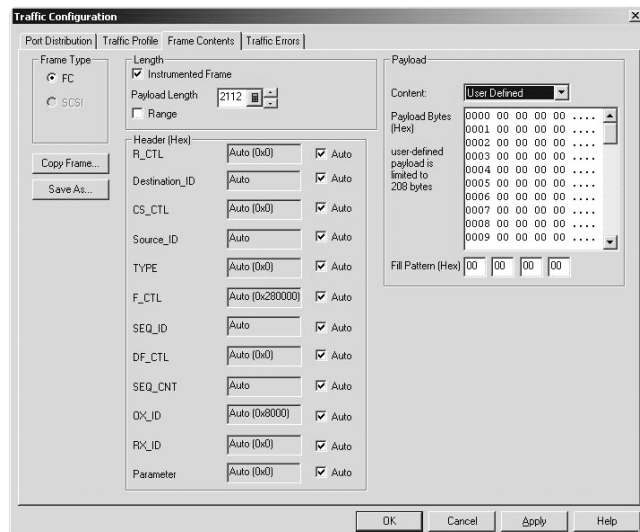 Traffic Configuration
Port Distribution Traffic Profile Frame Contents Traffic Errors
Frame Type
FC
SCSI
Copy Frame...
Save As...
Length
Instrumented Frame
Payload Length 2112
Range
Header (Hex)
R_CTL Auto (0x0) Auto
Destination_ID Auto Auto
CS_CTL Auto (0x0) Auto
Source_ID Auto Auto
TYPE Auto (0x0) Auto
F_CTL Auto (0x280000) Auto
SEQ_ID Auto Auto
DF_CTL Auto (0x0) Auto
SEQ_CNT Auto Auto
OX_ID Auto (0x8000) Auto
RX_ID Auto (0x0) Auto
Parameter Auto (0x0) Auto
Payload
Content: User Defined
Payload Bytes
(Hex)
user-defined
payload is
limited to
208 bytes
0000 00 00 00 00 ....
0001 00 00 00 00 ....
0002 00 00 00 00 ....
0003 00 00 00 00 ....
0004 00 00 00 00 ....
0005 00 00 00 00 ....
0006 00 00 00 00 ....
0007 00 00 00 00 ....
0008 00 00 00 00 ....
0009 00 00 00 00 ....
Fill Pattern (Hex) 00 00 00 00
OK Cancel Apply Help